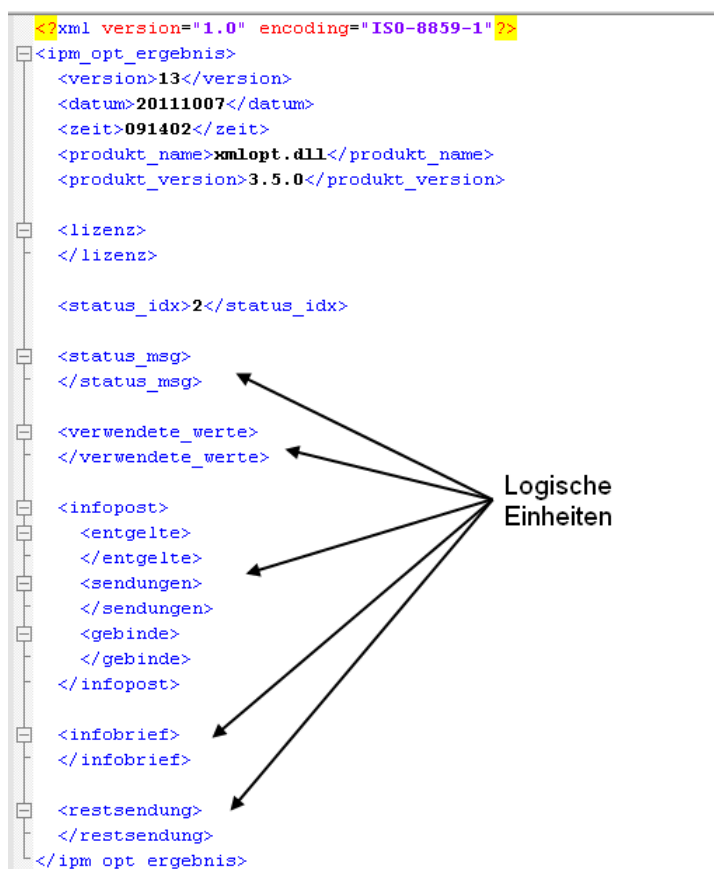 <?xml version="1.0" encoding="ISO-8859-1"?>
<ipm_opt_ergebnis>
<version>13</version>
<datum>20111007</datum>
<zeit>091402</zeit>
<produkt_name>xmlopt.dll</produkt_name>
<produkt_version>3.5.0</produkt_version>
<lizenz>
</lizenz>
<status_idx>2</status_idx>
<status_msg>
</status_msg>
<verwendete_werte>
</verwendete_werte>
Logische
Einheiten
<infopost>
<entgelte>
</entgelte>
<sendungen>
</sendungen>
<gebinde>
</gebinde>
</infopost>
<infobrief>
</infobrief>
<restsendung>
</restsendung>
</ipm_opt_ergebnis>